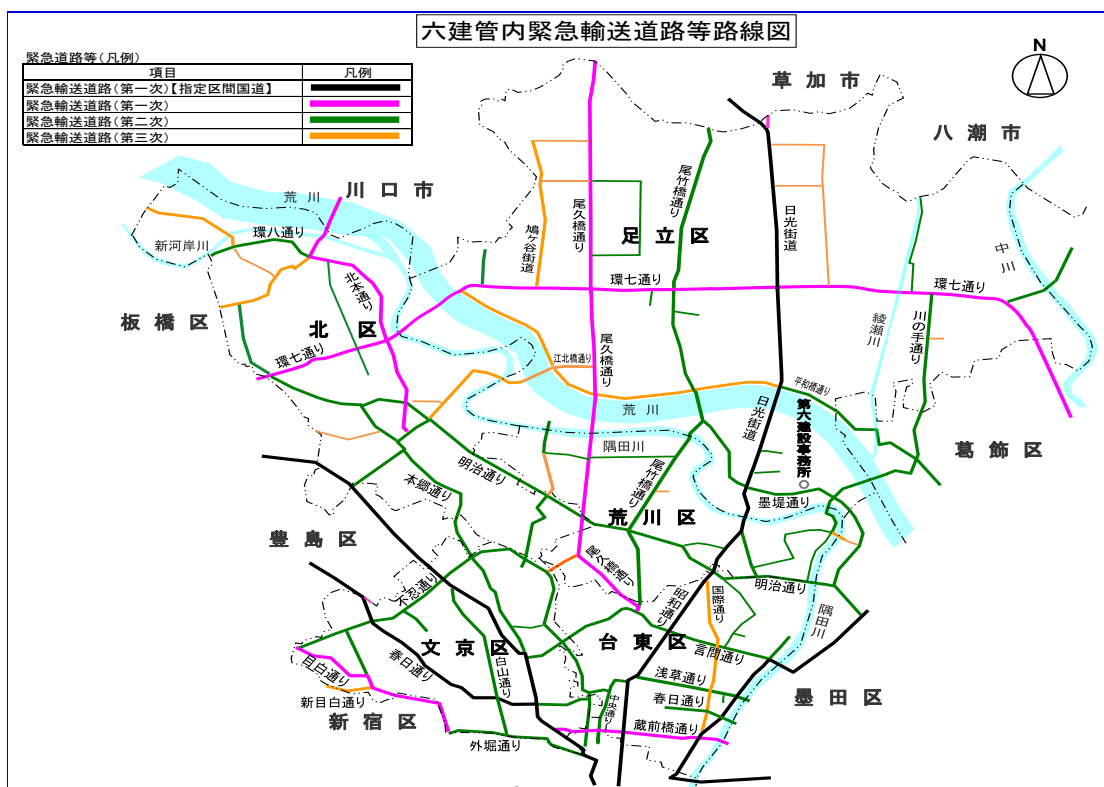 六建管内緊急輸送道路等路線図
緊急道路等(凡例)
項目 凡例
緊急輸送道路(第一次)【指定区間国道】
緊急輸送道路(第一次)
緊急輸送道路(第二次)
緊急輸送道路(第三次)
N
草加市
八潮市
川口市
荒川
新河岸川
環八通り
北本通り
鳩ヶ谷街道
尾久橋通り
尾竹橋通り
足立区
日光街道
環七通り
環七通り
中川
綾瀬川
川の手通り
板橋区
北区
環七通り
江北橋通り
尾久橋通り
荒川
日光街道
平和橋通り
第六建設事務所
葛飾区
隅田川
明治通り
本郷通り
尾竹橋通り
墨堤通り
荒川区
豊島区
尾久橋通り
昭和通り
国際通り
明治通り
隅田川
不忍通り
文京区
台東区
言問通り
目白通り
春日通り
白山通り
浅草通り
春日通り
中央通り
蔵前橋通り
墨田区
新目白通り
新宿区
外堀通り